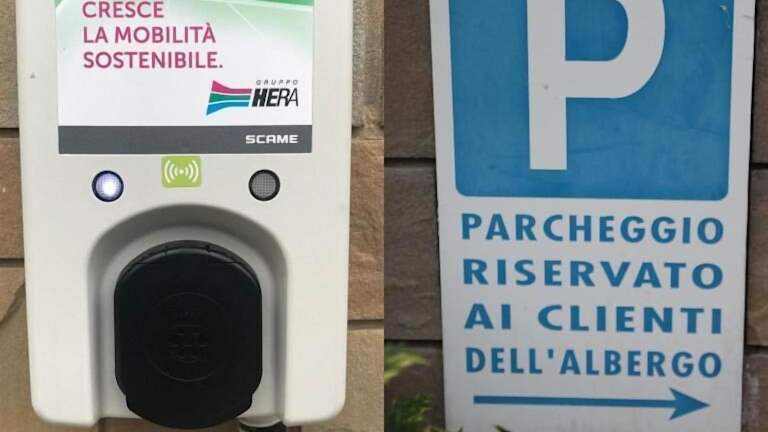 CRESCE
LA MOBILITÀ
SOSTENIBILE.
GRUPPO
HERA
SCAME
P
PARCHEGGIO
RISERVATO
AI CLIENTI
DELL'ALBERGO